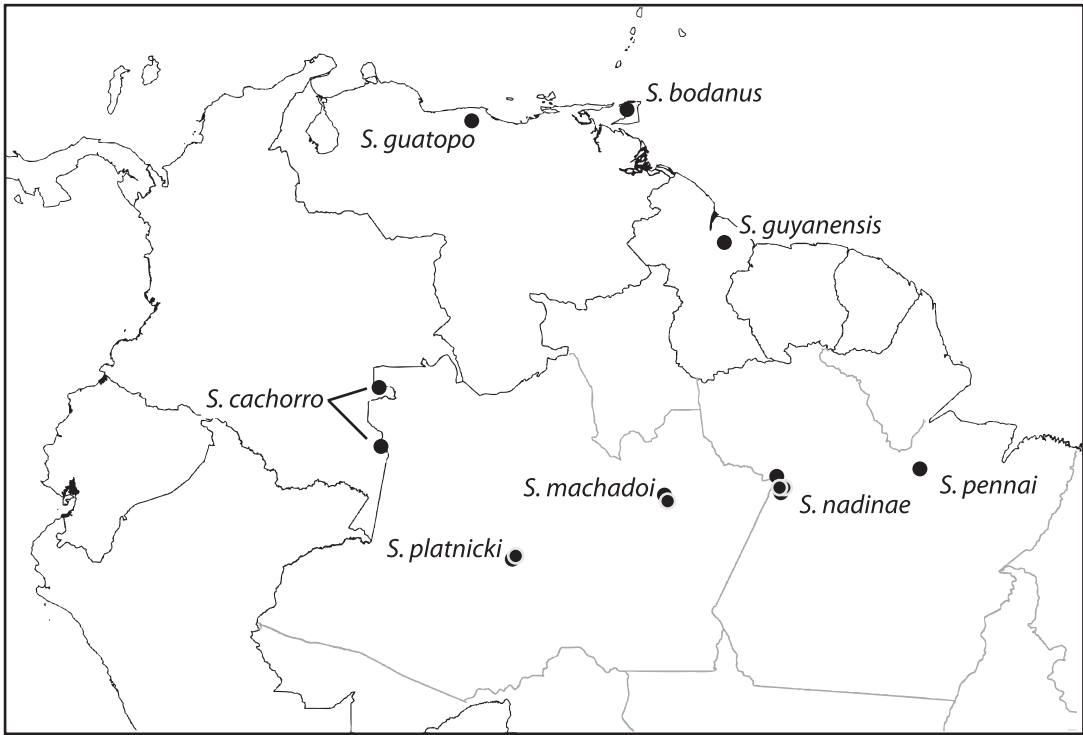 S. bodanus
S. guatopo
S. guyanensis
S. cachorro
S. machadoi
S. pennai
S. nadinae
S. platnicki